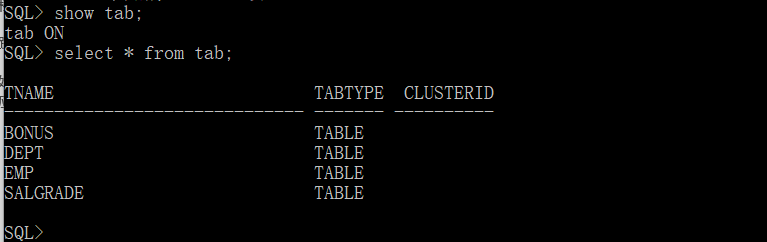 SQL> show tab;
tab ON
SQL> select * from tab;
TNAME                          TABTYPE  CLUSTERID
------------------------------ ------- ----------
BONUS                          TABLE
DEPT                           TABLE
EMP                            TABLE
SALGRADE                       TABLE
SQL>